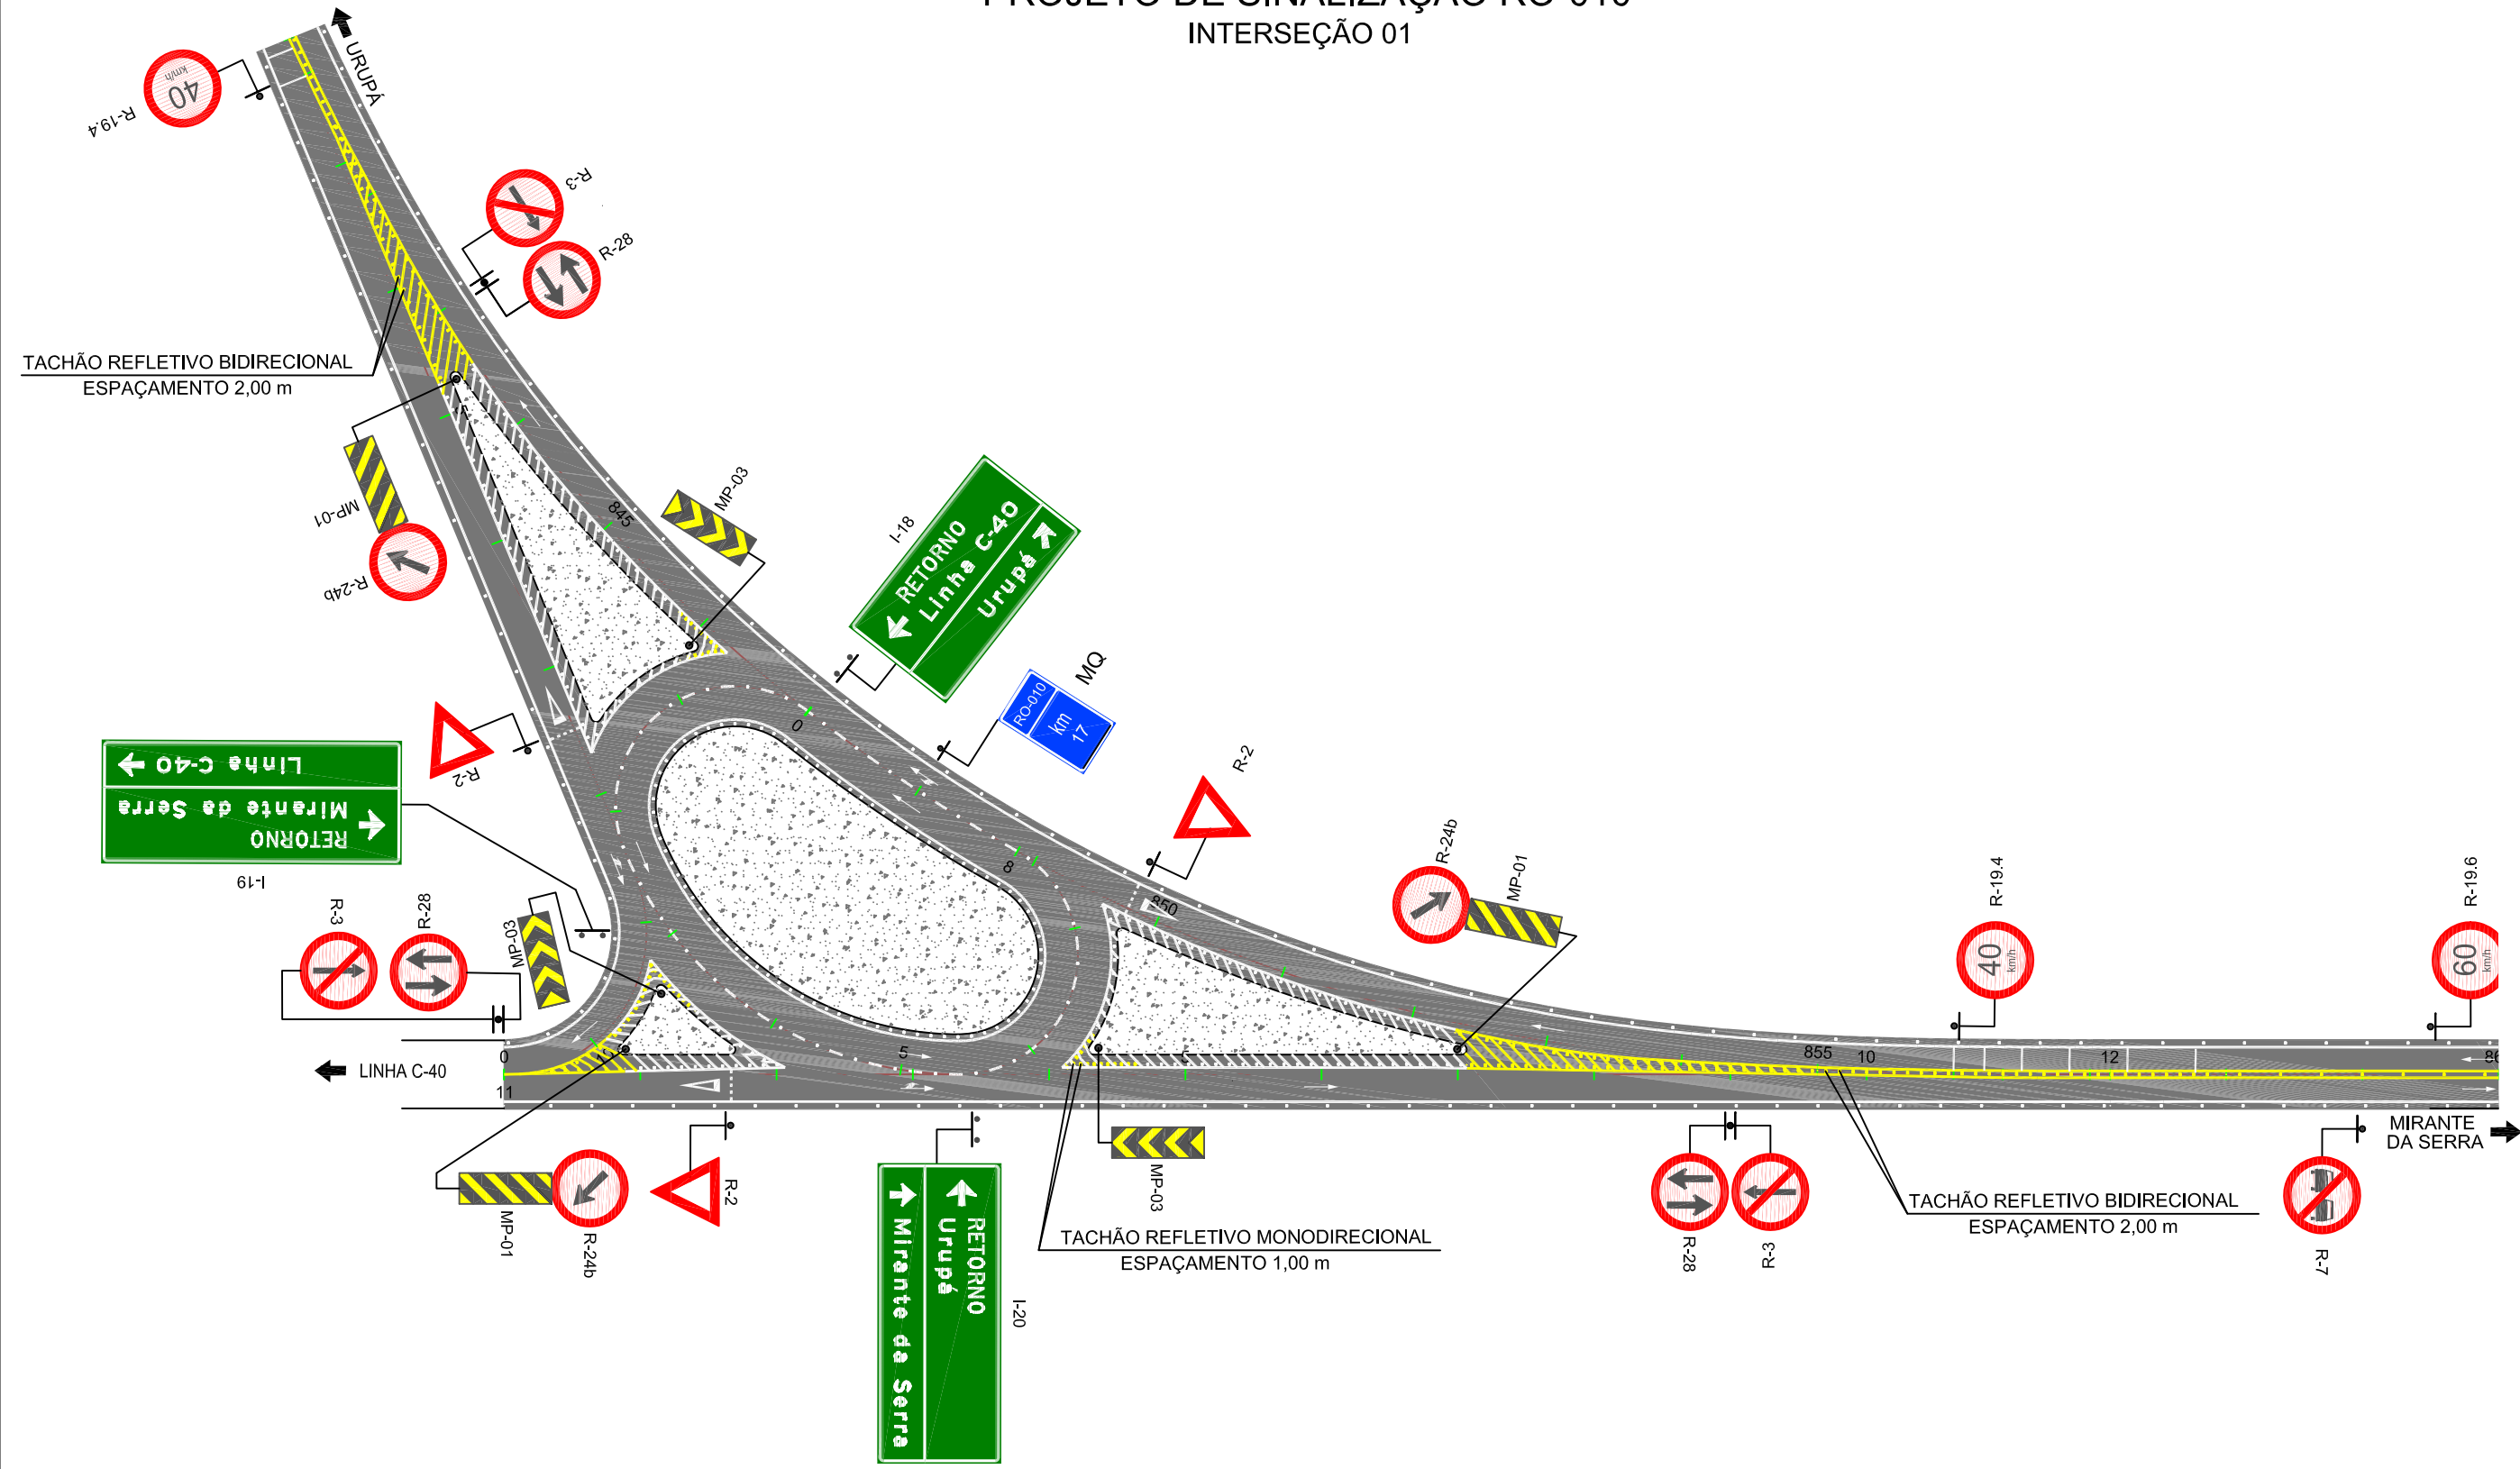 INTERSEÇÃO 01
URUPÁ
40
km/h
R-19.4
R-3
R-28
TACHÃO REFLETIVO BIDIRECIONAL
ESPAÇAMENTO 2,00 m
MP-01
R-24b
MP-03
845
I-18
RETORNO
Linha C-40
Urupá
RO-010
km
17
MQ
R-2
0
8
850
R-2
Linha C-40
Mirante da Serra
RETORNO
I-19
R-3
R-28
MP-03
R-24b
MP-01
R-19.4
40
km/h
R-19.6
60
km/h
LINHA C-40
0
11
5
855
10
12
86
MIRANTE
DA SERRA
MP-01
R-24b
R-2
RETORNO
Urupá
Mirante da Serra
I-20
MP-03
TACHÃO REFLETIVO MONODIRECIONAL
ESPAÇAMENTO 1,00 m
R-28
R-3
TACHÃO REFLETIVO BIDIRECIONAL
ESPAÇAMENTO 2,00 m
R-7